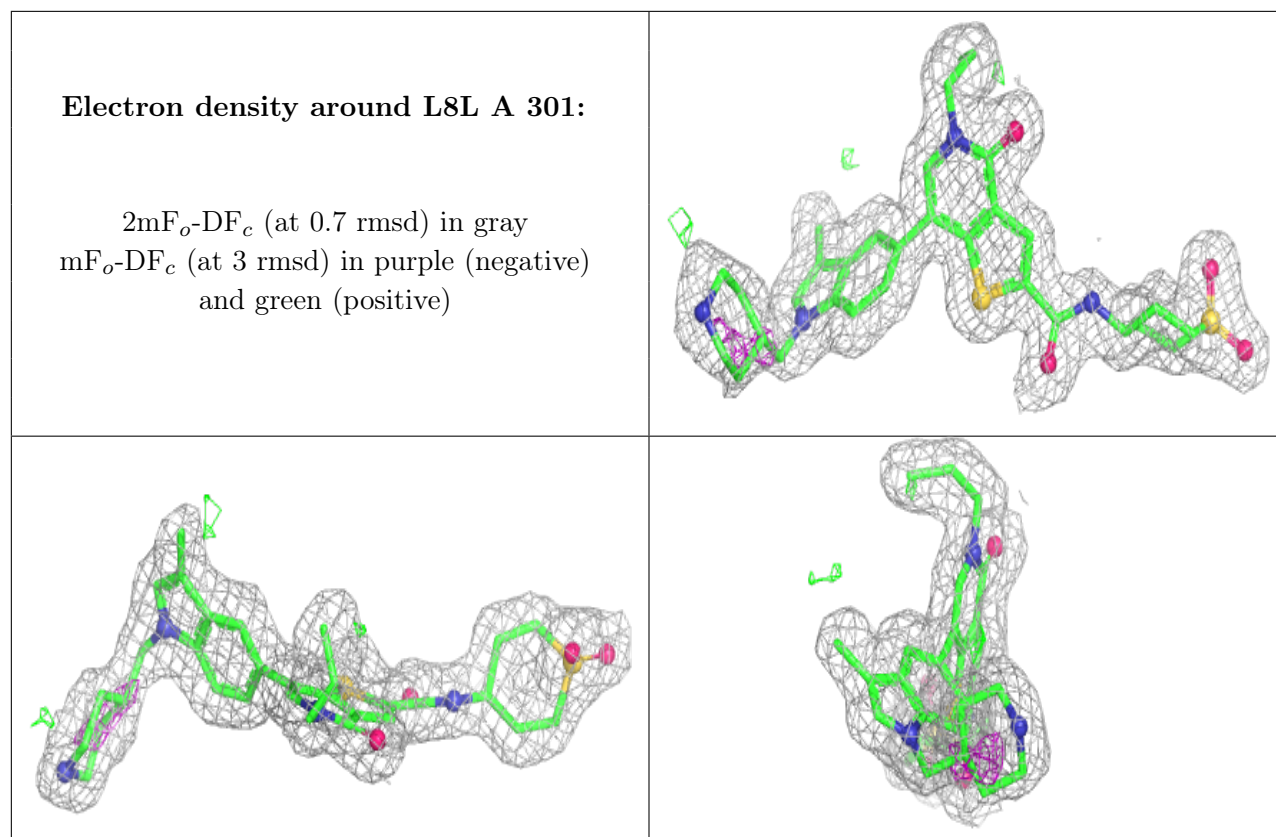 Electron density around L8L A 301:
2mFo-DFc (at 0.7 rmsd) in gray
mFo-DFc (at 3 rmsd) in purple (negative)
and green (positive)